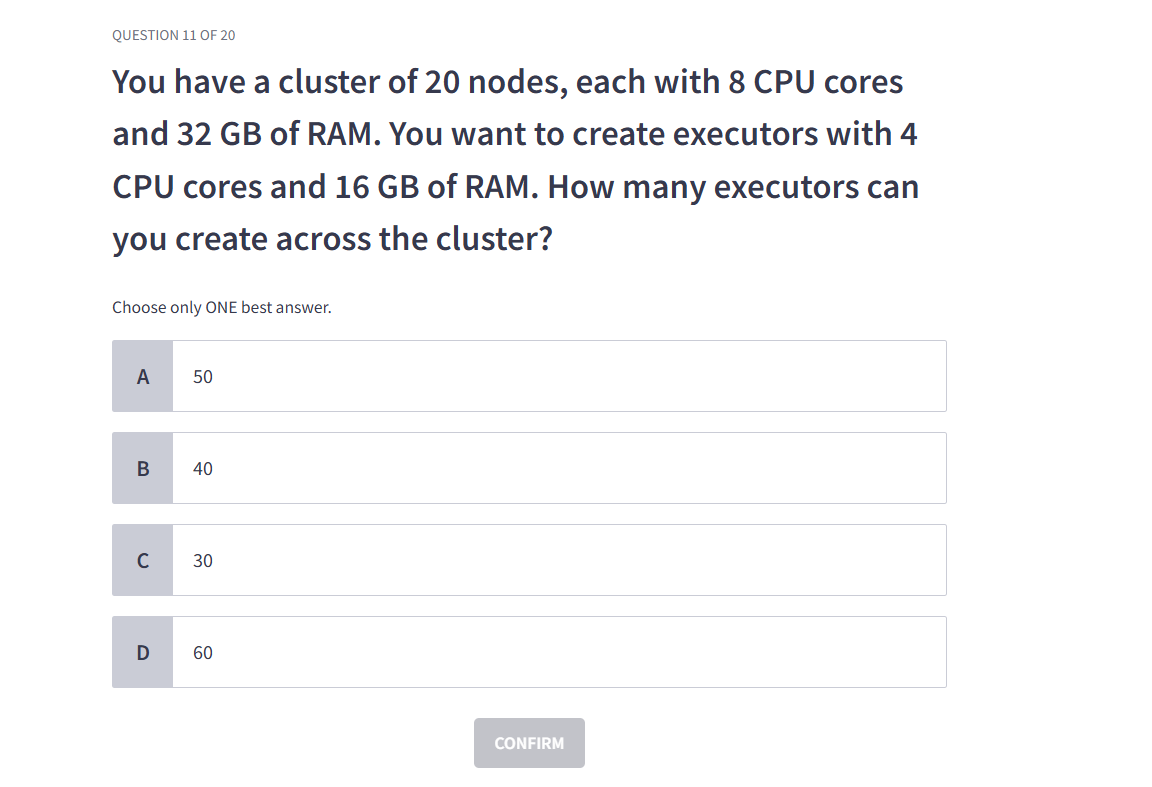 QUESTION 11 OF 20
You have a cluster of 20 nodes, each with 8 CPU cores
and 32 GB of RAM. You want to create executors with 4
CPU cores and 16 GB of RAM. How many executors can
you create across the cluster?
Choose only ONE best answer.
A 50
B 40
C 30
D 60
CONFIRM